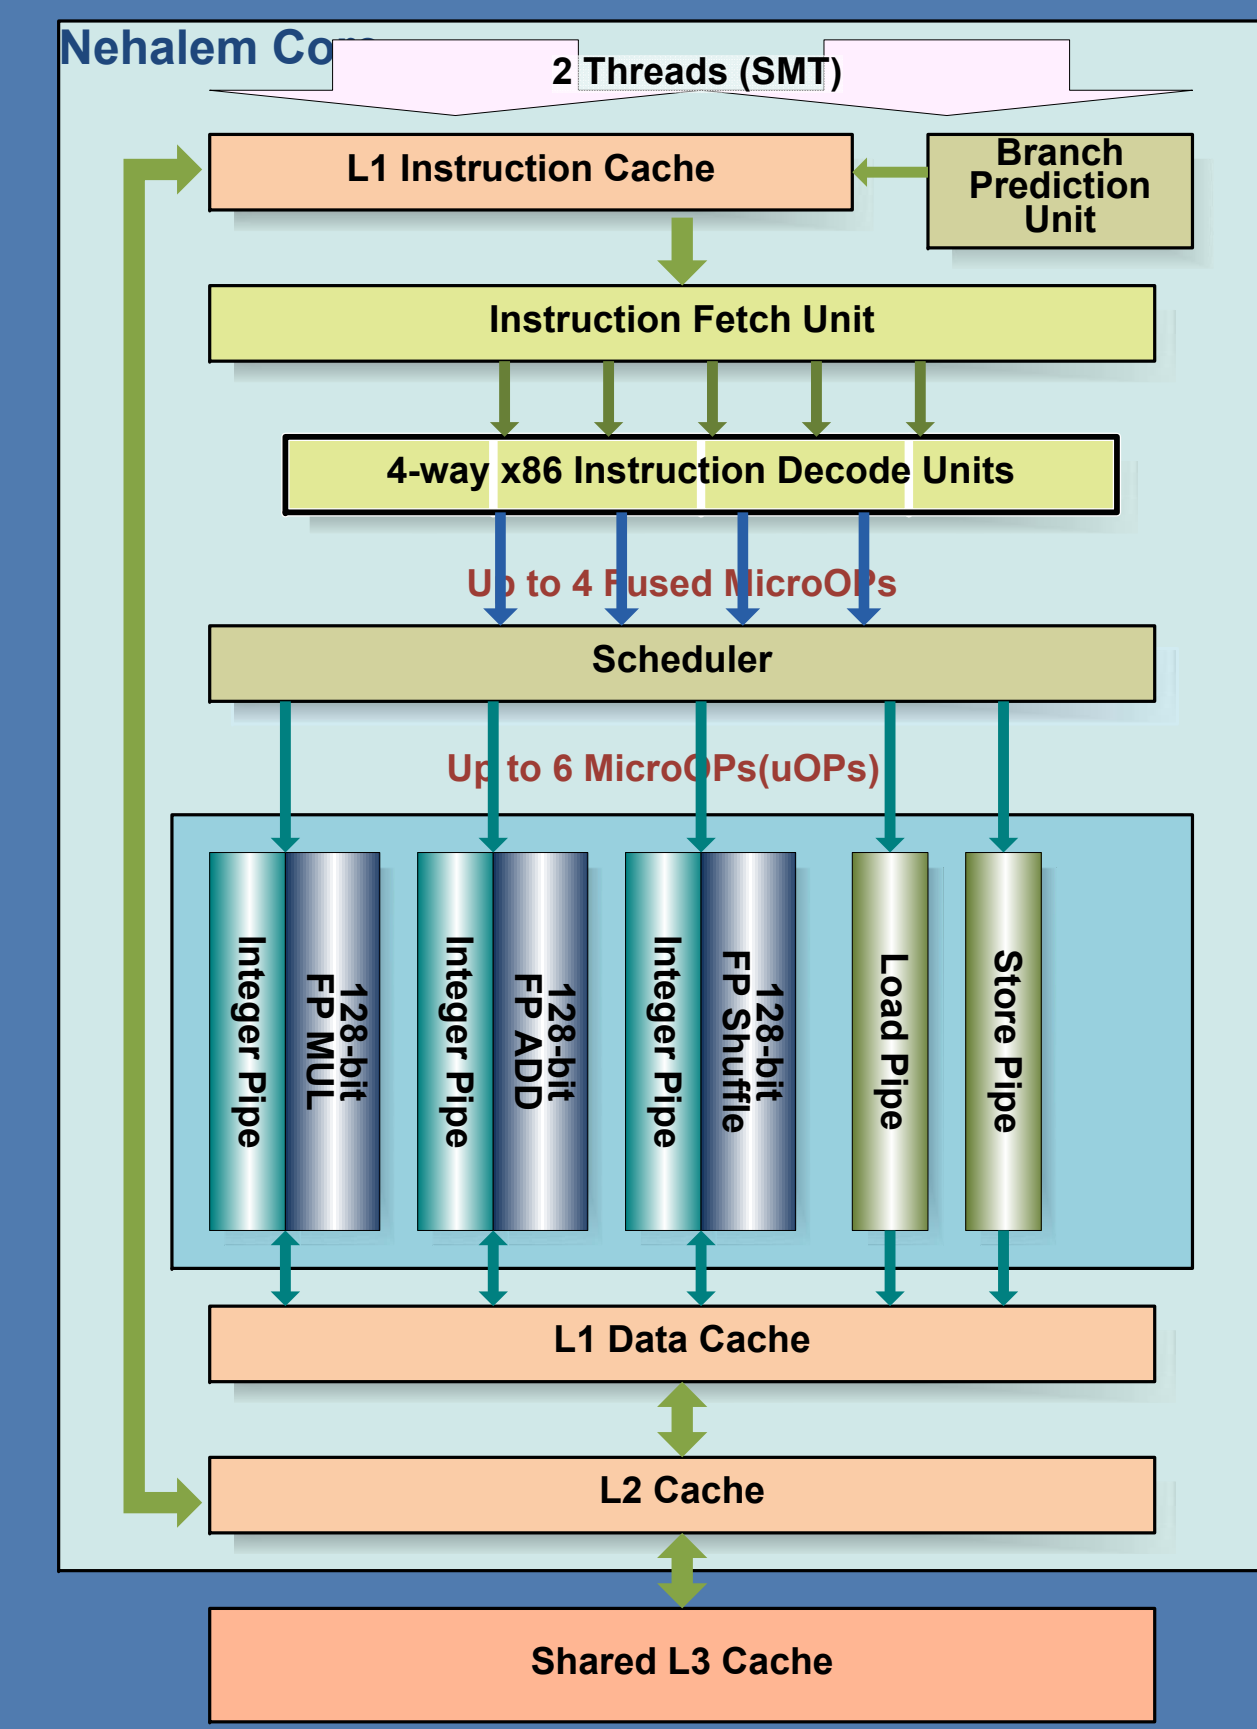 Nehalem Core
2 Threads (SMT)
L1 Instruction Cache
Branch
Prediction
Unit
Instruction Fetch Unit
4-way x86 Instruction Decode Units
Up to 4 Fused MicroOPs
Scheduler
Up to 6 MicroOPs(uOPs)
Integer Pipe
128-bit
FP MUL
Integer Pipe
128-bit
FP ADD
Integer Pipe
128-bit
FP Shuffle
Load Pipe
Store Pipe
L1 Data Cache
L2 Cache
Shared L3 Cache